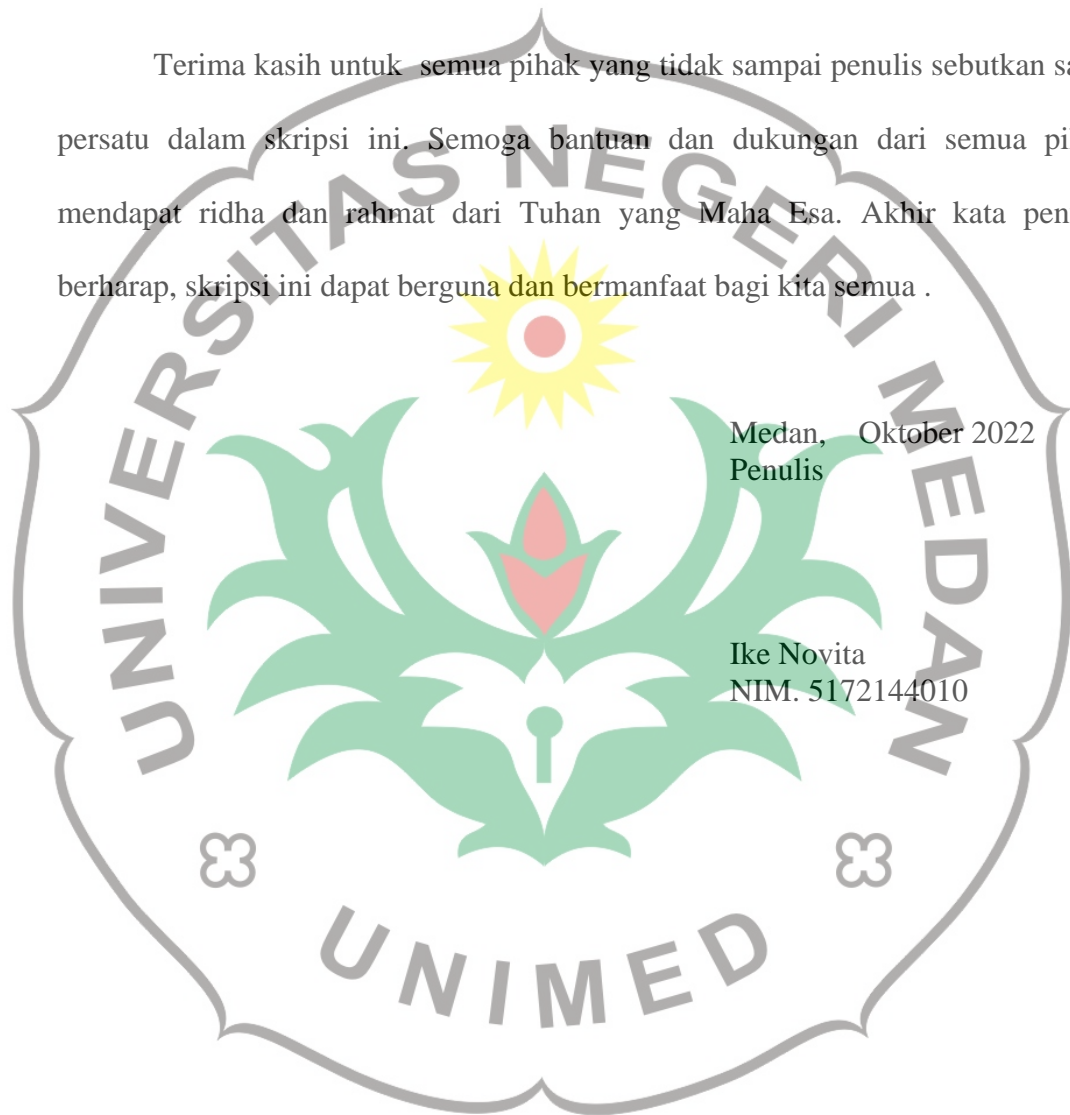 Terima kasih untuk semua pihak yang tidak sampai penulis sebutkan sa
persatu dalam skripsi ini. Semoga bantuan dan dukungan dari semua pi
mendapat ridha dan rahmat dari Tuhan yang Maha Esa. Akhir kata pen
berharap, skripsi ini dapat berguna dan bermanfaat bagi kita semua .
Medan, Oktober 2022
Penulis
Ike Novita
NIM. 5172144010
UNIVERSITAS NEGERI MEDAN
UNIMED